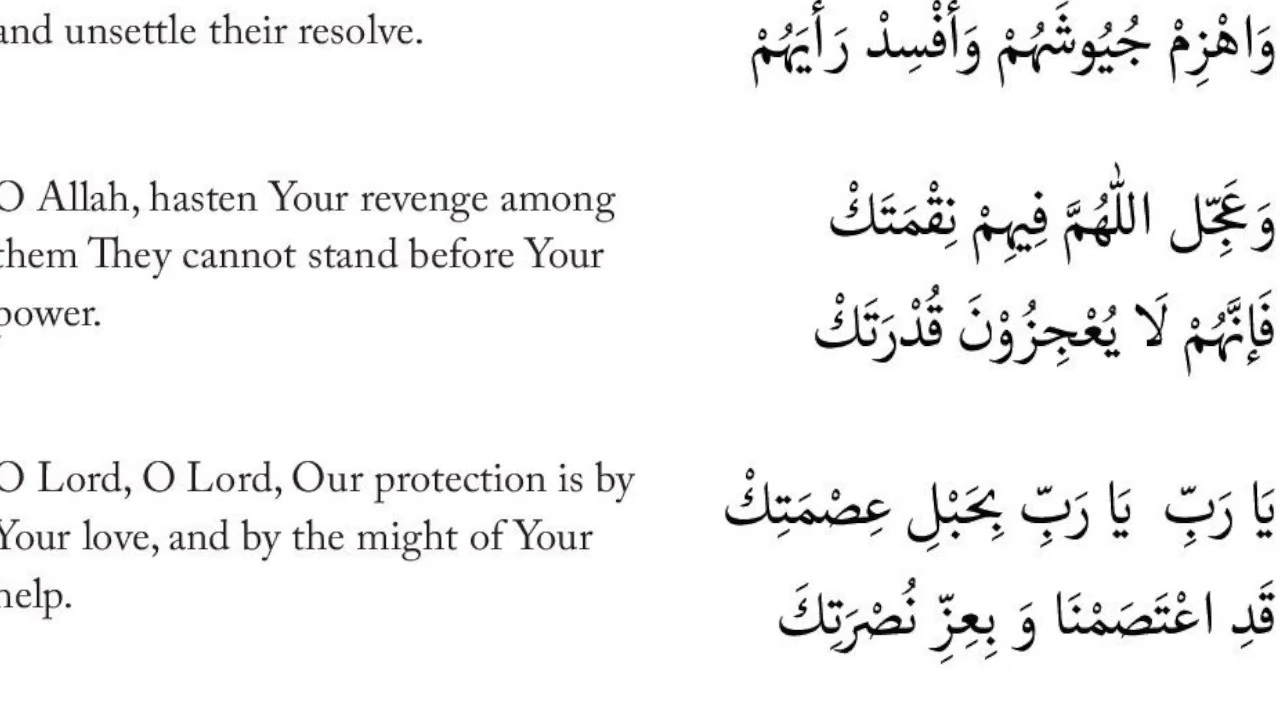 and unsettle their resolve.
وَاهْزِمْ جُيُوشَهُمْ وَأَفْسِدْ رَأْيَهُمْ
O Allah, hasten Your revenge among
them They cannot stand before Your
power.
وَعَجِّل اللّٰهُمَّ فِيهِمْ نِقْمَتَكْ
فَإِنَّهُمْ لَا يُعْجِزُوْنَ قُدْرَتَكْ
O Lord, O Lord, Our protection is by
Your love, and by the might of Your
help.
يَا رَبِّ يَا رَبِّ بِحَبْلِ عِصْمَتِكْ
قَدِ اعْتَصَمْنَا وَ بِعِزِّ نُصْرَتِكَ